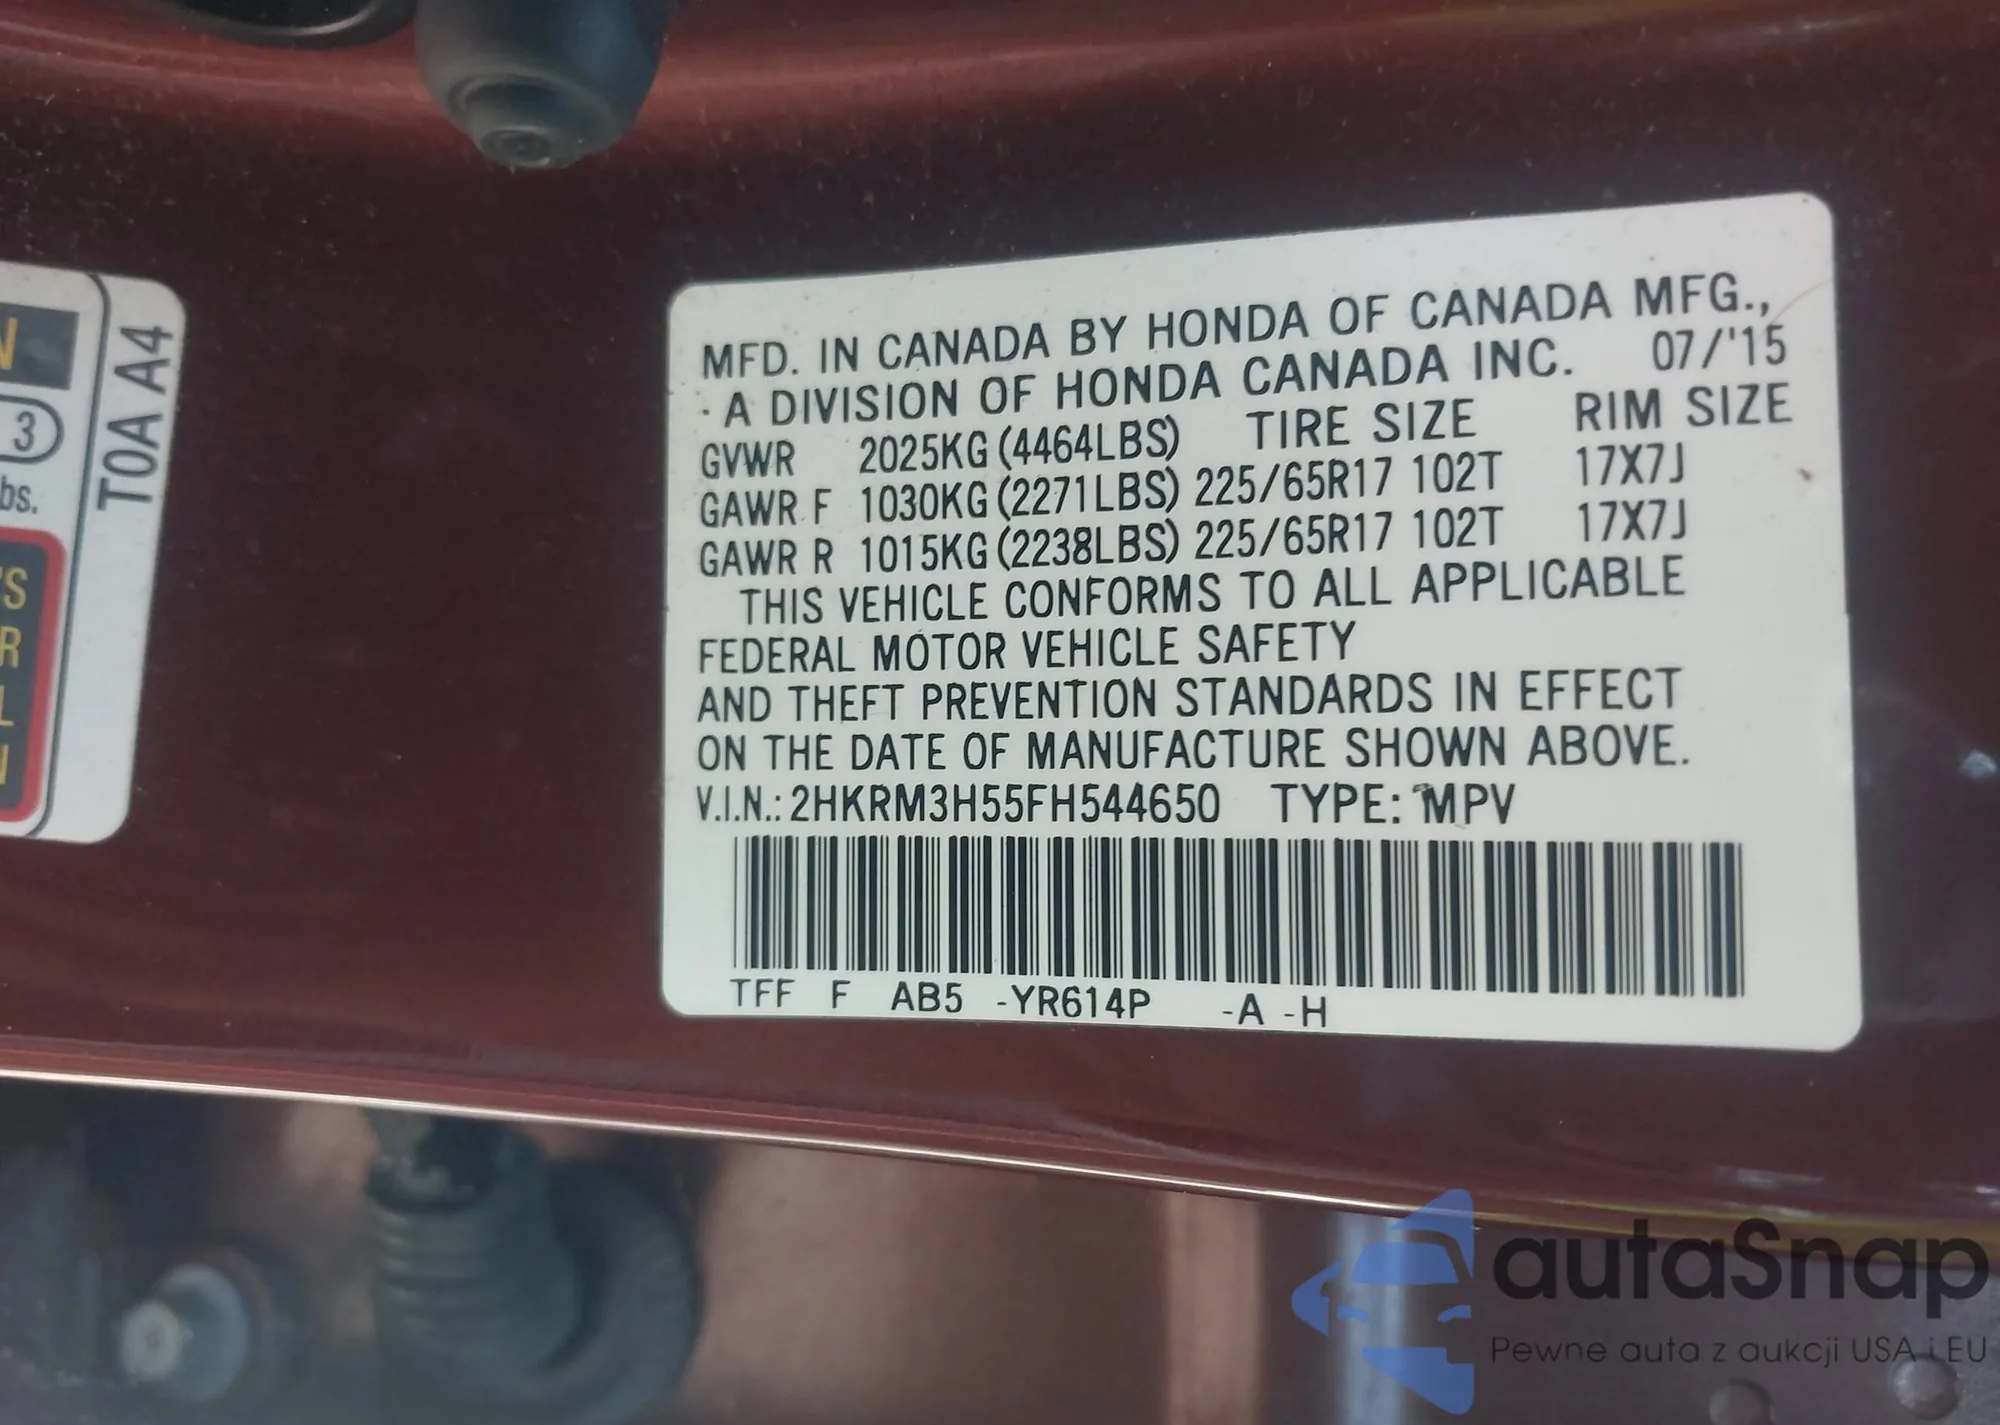 N
3
bs.
'S
R
L
N
T0A A4
MFD. IN CANADA BY HONDA OF CANADA MFG.,
A DIVISION OF HONDA CANADA INC. 07/'15
GVWR 2025KG (4464LBS) TIRE SIZE RIM SIZE
GAWR F 1030KG (2271LBS) 225/65R17 102T 17X7J
GAWR R 1015KG (2238LBS) 225/65R17 102T 17X7J
THIS VEHICLE CONFORMS TO ALL APPLICABLE
FEDERAL MOTOR VEHICLE SAFETY
AND THEFT PREVENTION STANDARDS IN EFFECT
ON THE DATE OF MANUFACTURE SHOWN ABOVE.
V.I.N.: 2HKRM3H55FH544650 TYPE: MPV
TFF F AB5 -YR614P -A -H
autaSnap
Pewne auta z aukcji USA i EU